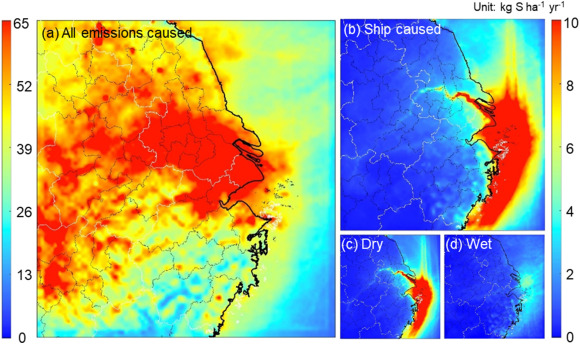 Unit: kg S ha⁻¹ yr⁻¹
65
52
39
26
13
0
(a) All emissions caused
(b) Ship caused
(c) Dry
(d) Wet
10
8
6
4
2
0